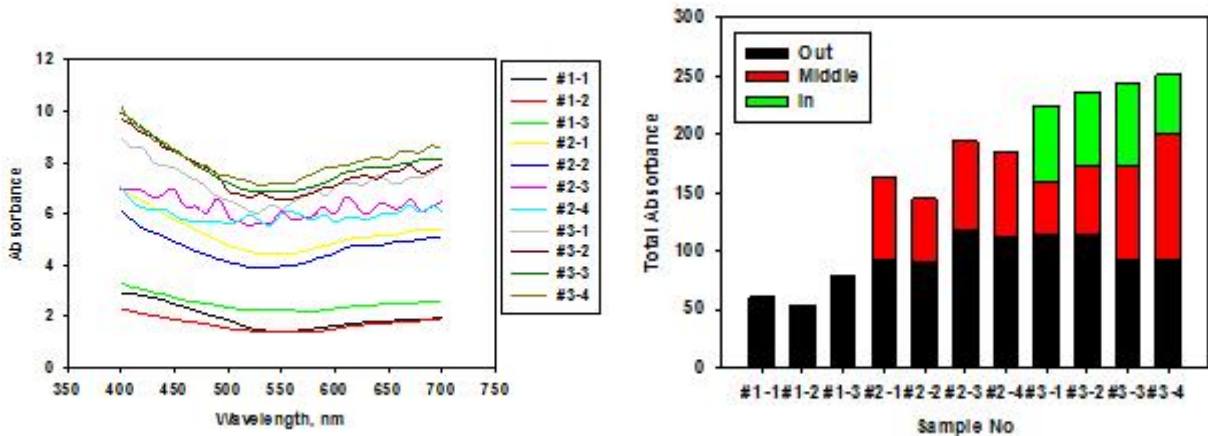 12
10
8
6
4
2
0
Absorbance
350 400 450 500 550 600 650 700 750
Wavelength, nm
#1-1
#1-2
#1-3
#2-1
#2-2
#2-3
#2-4
#3-1
#3-2
#3-3
#3-4
300
250
200
150
100
50
0
Total Absorbance
Out
Middle
In
#1-1 #1-2 #1-3 #2-1 #2-2 #2-3 #2-4 #3-1 #3-2 #3-3 #3-4
Sample No